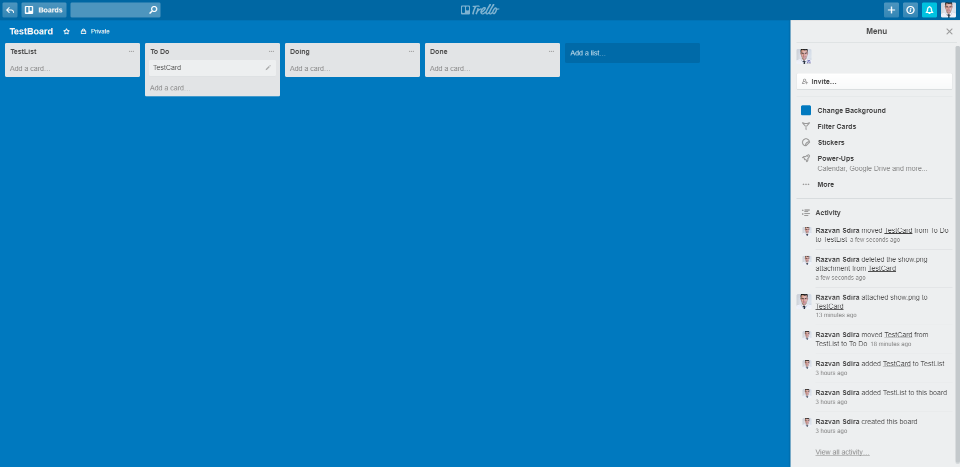 Boards
Trello
TestBoard
Private
TestList
Add a card...
To Do
TestCard
Add a card...
Doing
Add a card...
Done
Add a card...
Add a list...
Menu
Invite...
Change Background
Filter Cards
Stickers
Power-Ups
Calendar, Google Drive and more...
More
Activity
Razvan Sdira moved TestCard from To Do
to TestList a few seconds ago
Razvan Sdira deleted the show.png
attachment from TestCard
a few seconds ago
Razvan Sdira attached show.png to
TestCard
13 minutes ago
Razvan Sdira moved TestCard from
TestList to To Do 18 minutes ago
Razvan Sdira added TestCard to TestList
3 hours ago
Razvan Sdira added TestList to this board
3 hours ago
Razvan Sdira created this board
3 hours ago
View all activity...